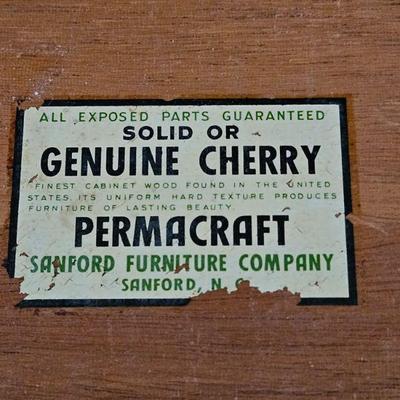 ALL EXPOSED PARTS GUARANTEED
SOLID OR
GENUINE CHERRY
FINEST CABINET WOOD FOUND IN THE UNITED
STATES. ITS UNIFORM HARD TEXTURE PRODUCES
FURNITURE OF LASTING BEAUTY.
PERMACRAFT
SANFORD FURNITURE COMPANY
SANFORD, N. C.